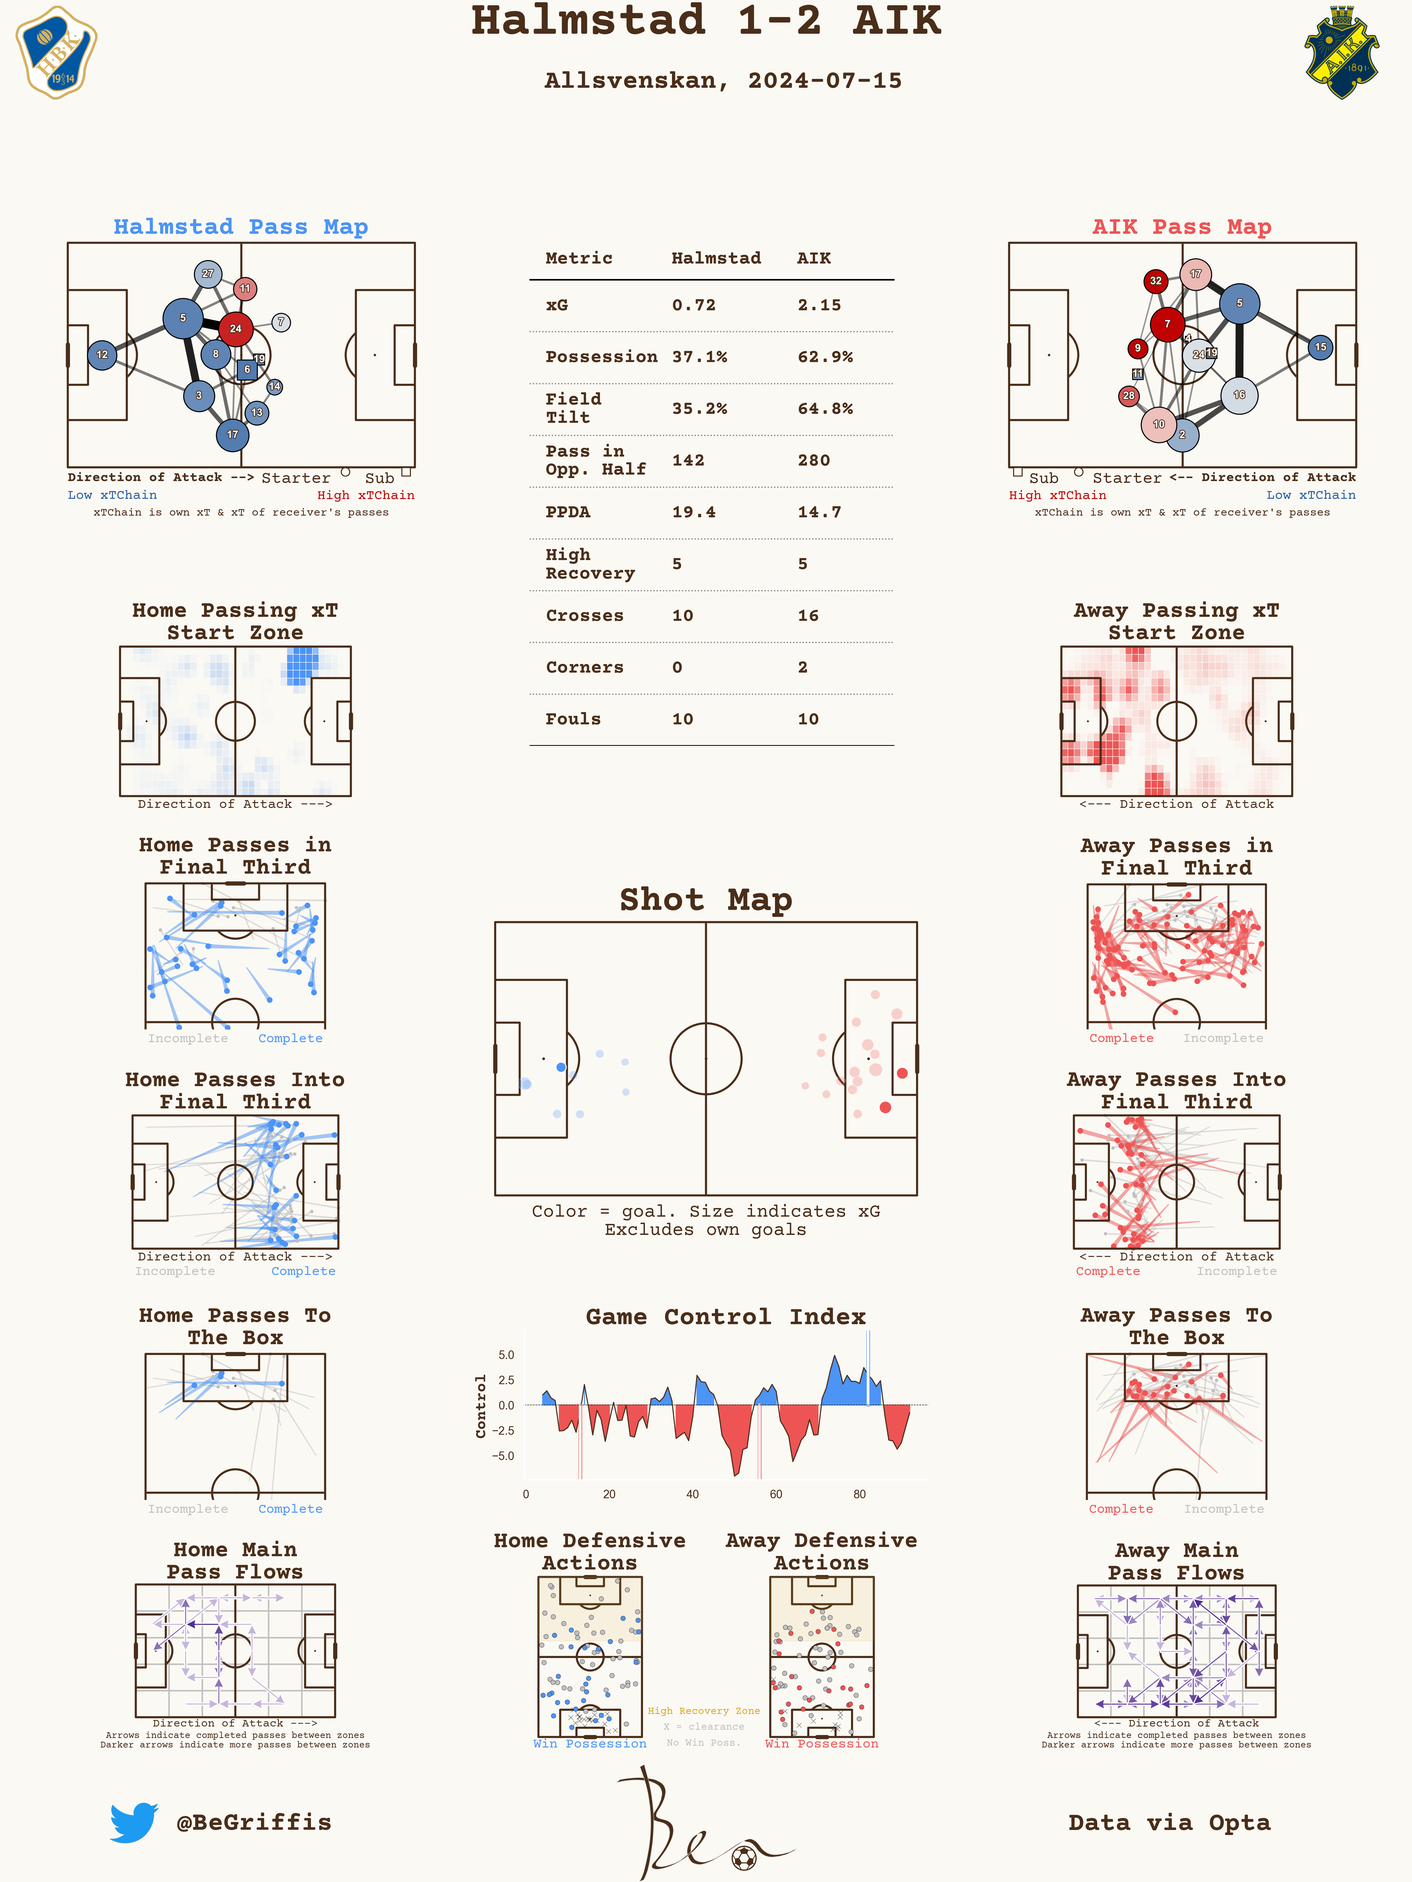 Halmstad 1-2 AIK
Allsvenskan, 2024-07-15
H.B.K.
19 14
A.I.K.
1891
Halmstad Pass Map
27
11
5
24
7
12
8
19
6
14
3
13
17
Direction of Attack --> Starter Sub
Low xTChain High xTChain
xTChain is own xT & xT of receiver's passes
Metric Halmstad AIK
xG 0.72 2.15
Possession 37.1% 62.9%
Field
Tilt 35.2% 64.8%
Pass in
Opp. Half 142 280
PPDA 19.4 14.7
High
Recovery 5 5
Crosses 10 16
Corners 0 2
Fouls 10 10
AIK Pass Map
32
17
5
7
4
9
24
19
15
11
28
16
10
2
Sub Starter <-- Direction of Attack
High xTChain Low xTChain
xTChain is own xT & xT of receiver's passes
Home Passing xT
Start Zone
Direction of Attack --->
Away Passing xT
Start Zone
<--- Direction of Attack
Home Passes in
Final Third
Incomplete Complete
Away Passes in
Final Third
Complete Incomplete
Shot Map
Color = goal. Size indicates xG
Excludes own goals
Home Passes Into
Final Third
Direction of Attack --->
Incomplete Complete
Away Passes Into
Final Third
<--- Direction of Attack
Complete Incomplete
Home Passes To
The Box
Incomplete Complete
Game Control Index
Control
5.0
2.5
0.0
−2.5
−5.0
0 20 40 60 80
Away Passes To
The Box
Complete Incomplete
Home Main
Pass Flows
Direction of Attack --->
Arrows indicate completed passes between zones
Darker arrows indicate more passes between zones
Home Defensive
Actions
Win Possession
High Recovery Zone
X = clearance
No Win Poss.
Away Defensive
Actions
Win Possession
Away Main
Pass Flows
<--- Direction of Attack
Arrows indicate completed passes between zones
Darker arrows indicate more passes between zones
@BeGriffis
Ben
Data via Opta